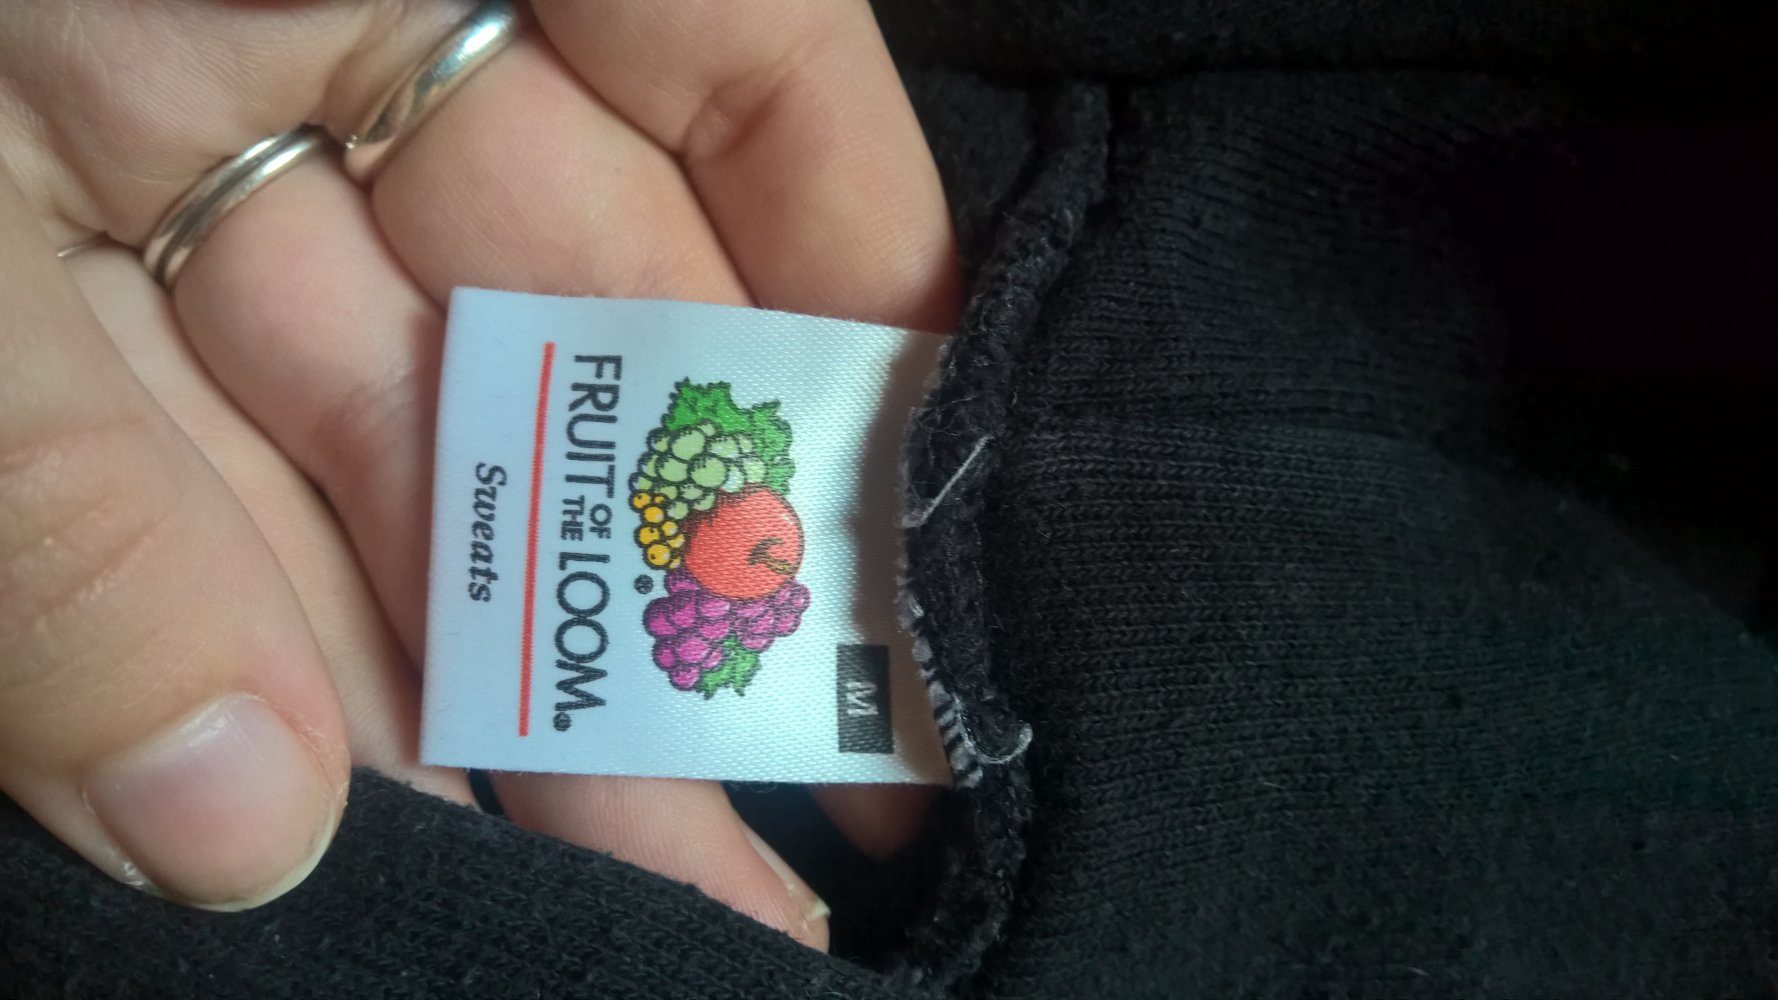 M
®
FRUIT OF THE LOOM®
Sweats